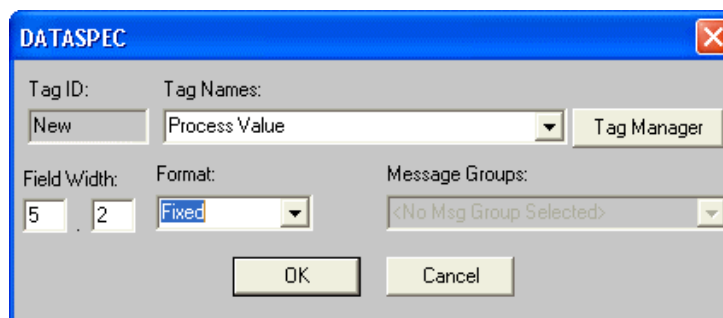 DATASPEC
Tag ID: Tag Names:
New Process Value Tag Manager
Field Width: Format: Message Groups:
5 . 2 Fixed <No Msg Group Selected>
OK Cancel